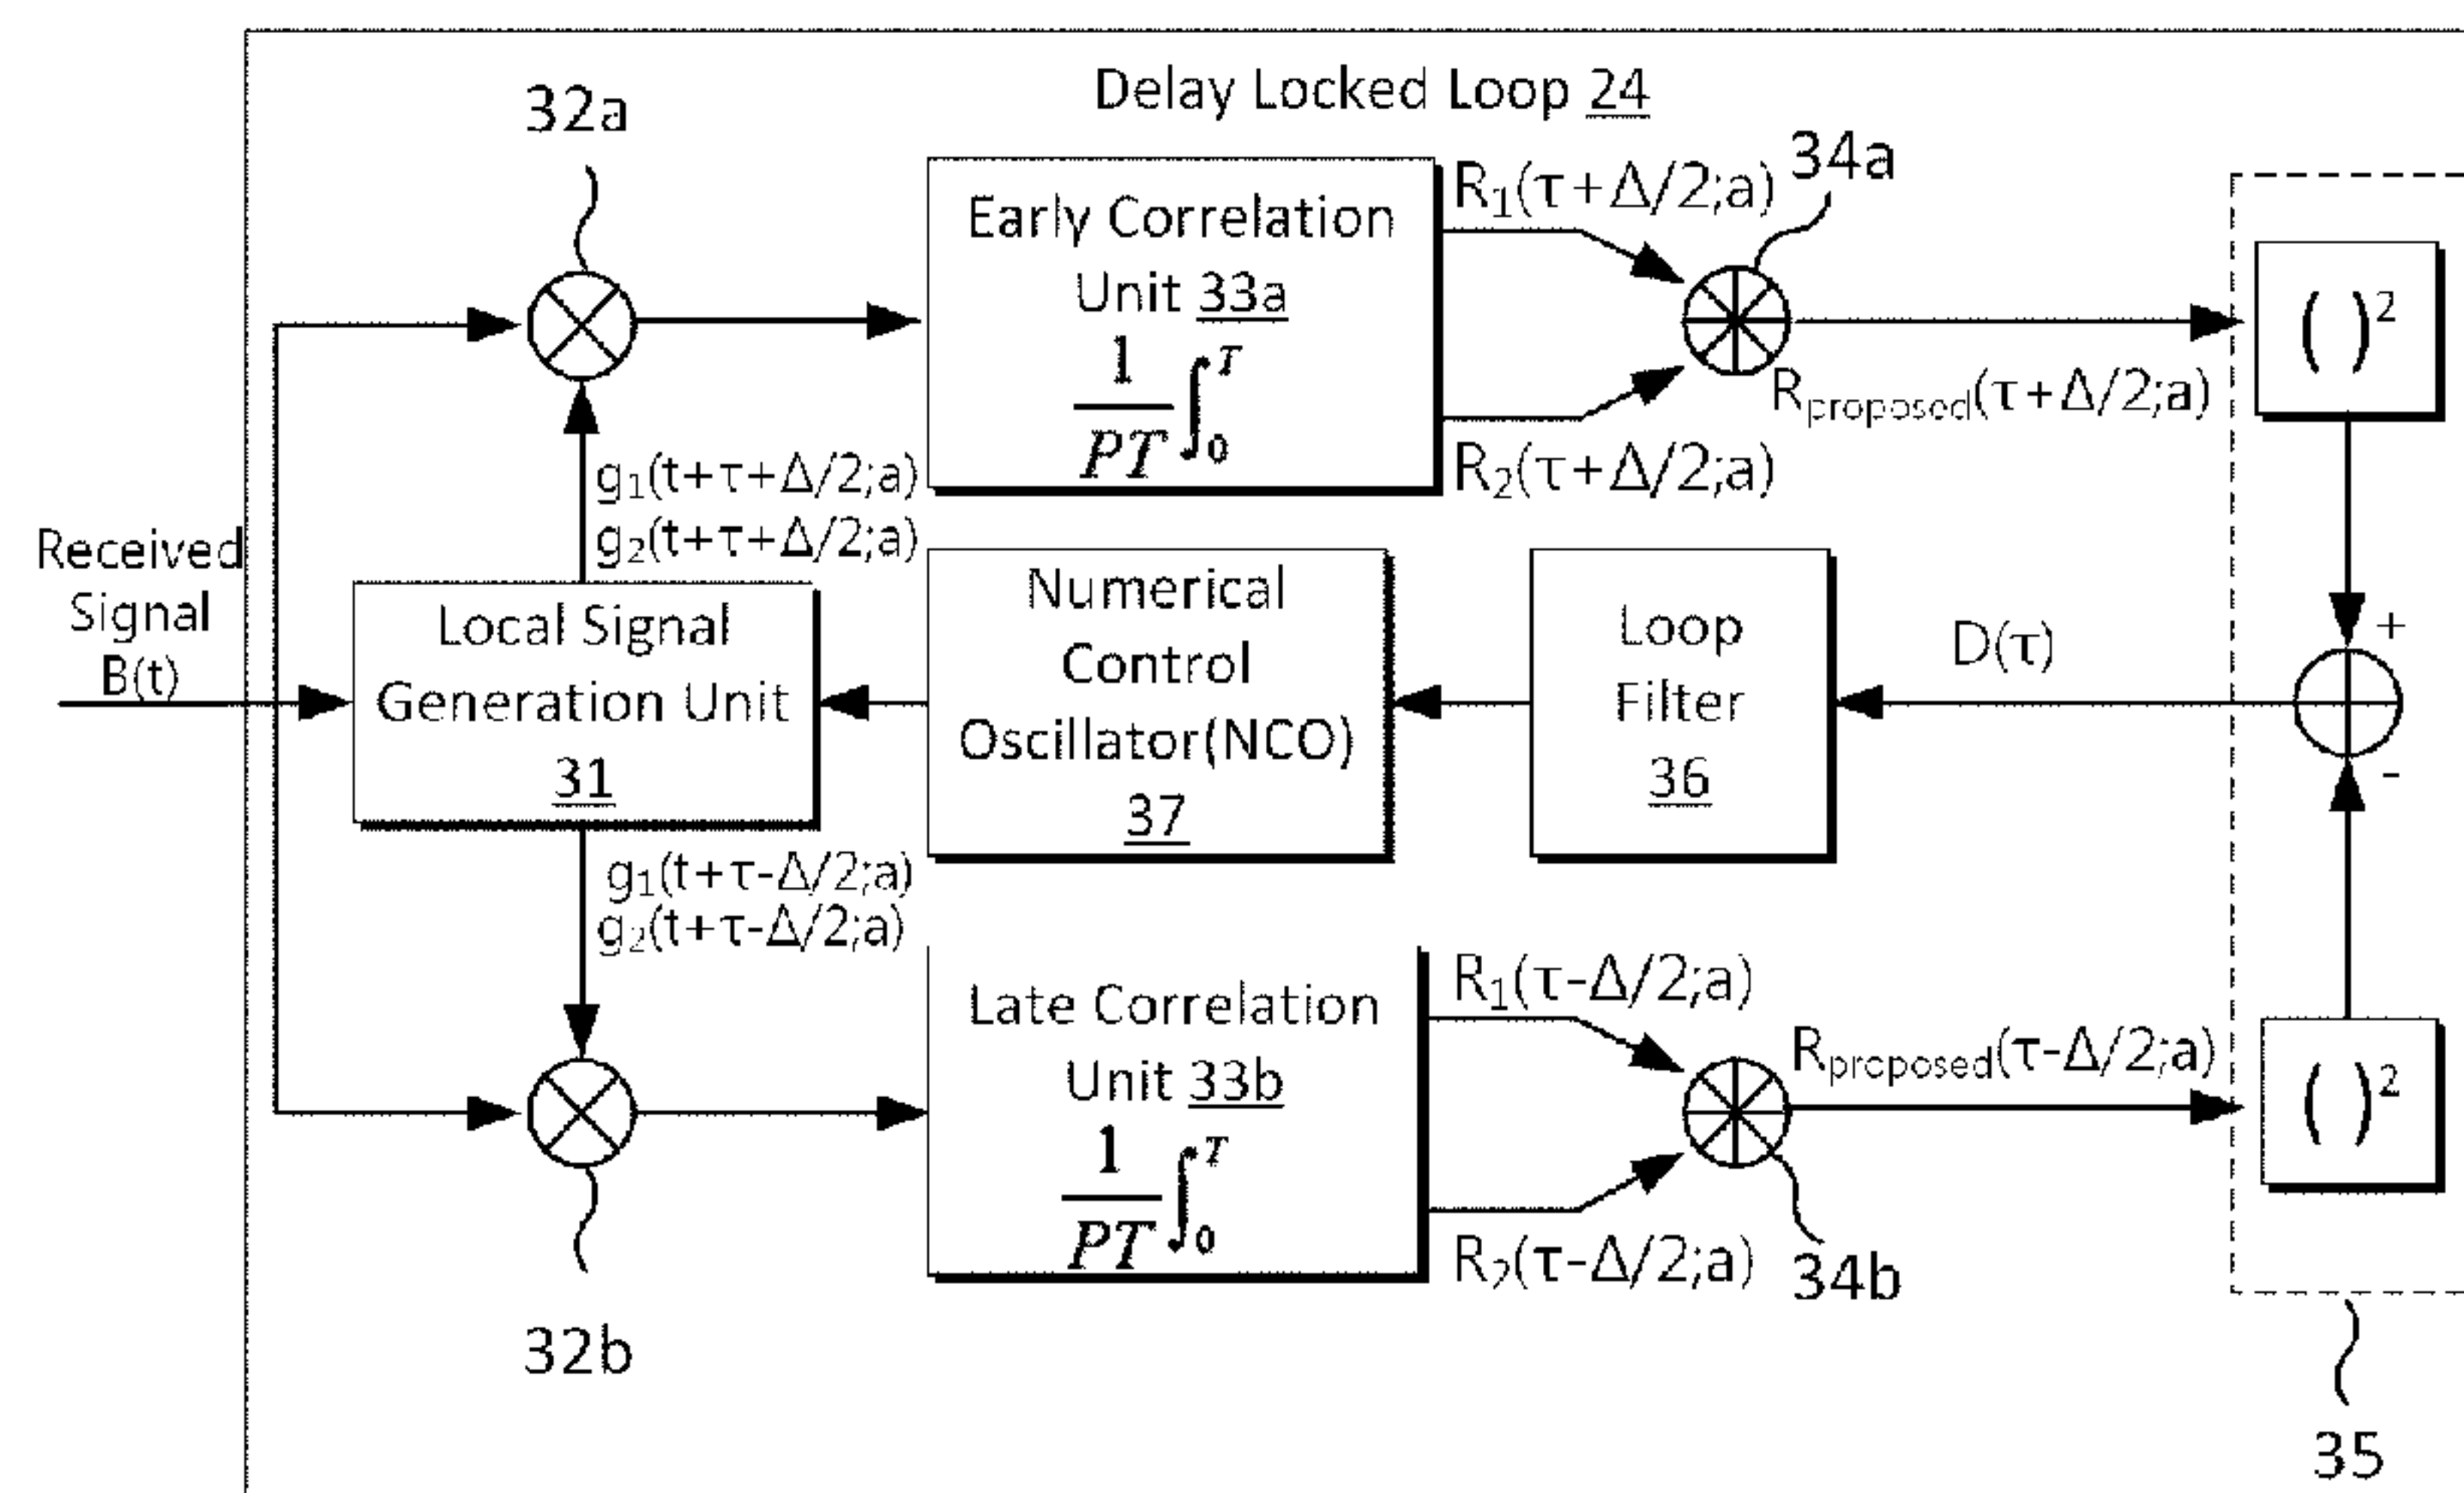 Delay Locked Loop 24
32a
34a
Early Correlation
Unit 33a
1/PT ∫₀ᵀ
R₁(τ+Δ/2;a)
R₂(τ+Δ/2;a)
R_proposed(τ+Δ/2;a)
( )²
g₁(t+τ+Δ/2;a)
g₂(t+τ+Δ/2;a)
Received
Signal
B(t)
Local Signal
Generation Unit
31
Numerical
Control
Oscillator(NCO)
37
Loop
Filter
36
D(τ)
+
-
g₁(t+τ-Δ/2;a)
g₂(t+τ-Δ/2;a)
Late Correlation
Unit 33b
1/PT ∫₀ᵀ
R₁(τ-Δ/2;a)
R₂(τ-Δ/2;a)
R_proposed(τ-Δ/2;a)
( )²
34b
32b
35